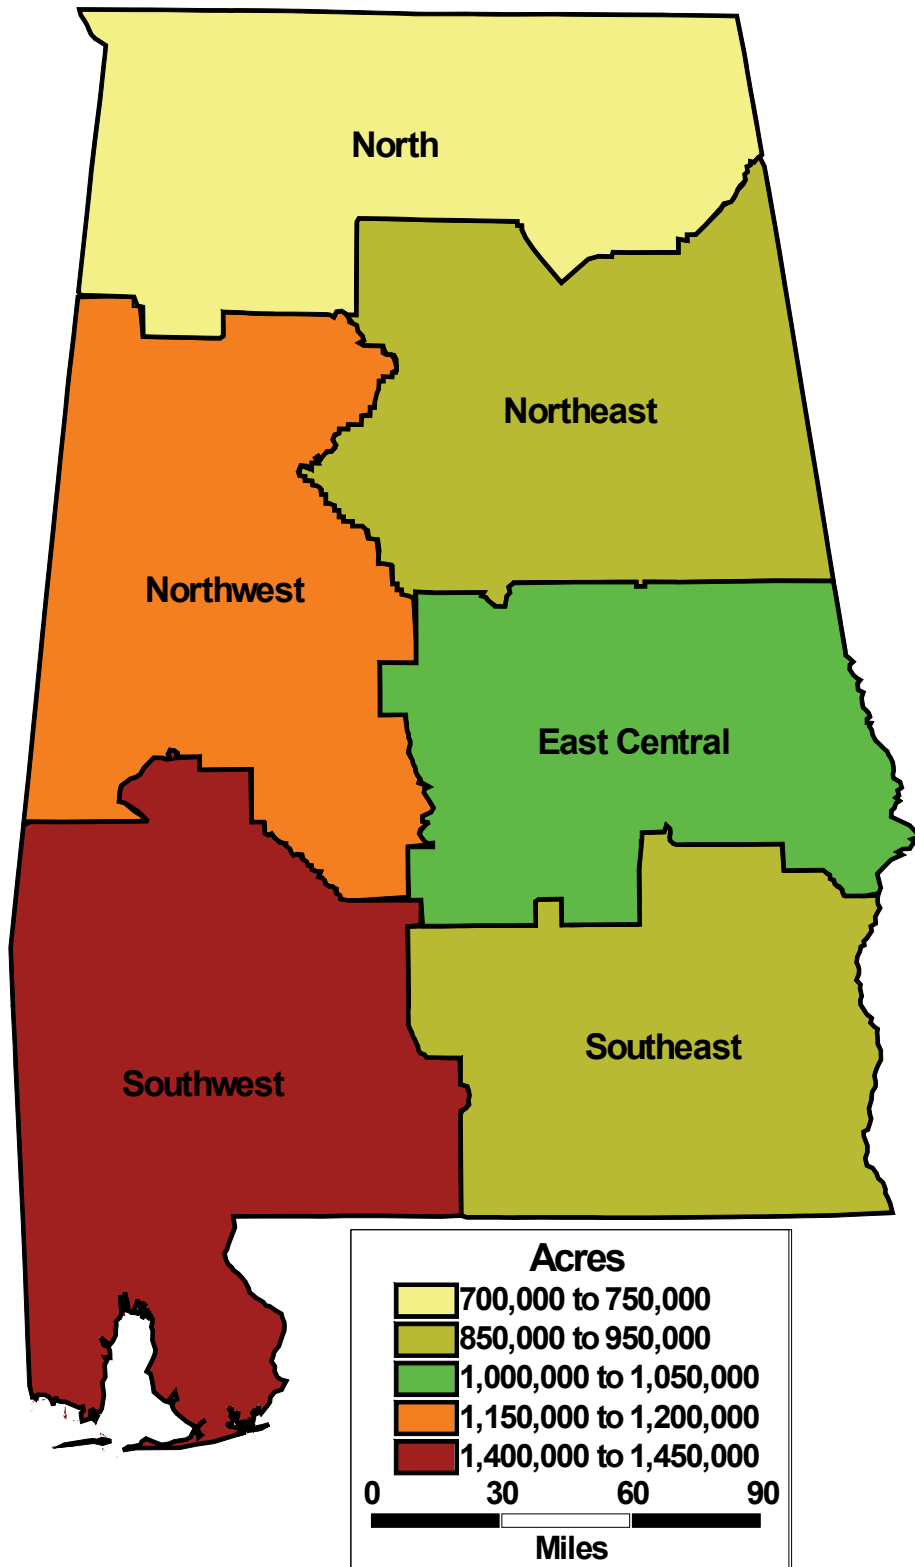 North
Northeast
Northwest
East Central
Southeast
Southwest
Acres
700,000 to 750,000
850,000 to 950,000
1,000,000 to 1,050,000
1,150,000 to 1,200,000
1,400,000 to 1,450,000
0 30 60 90
Miles